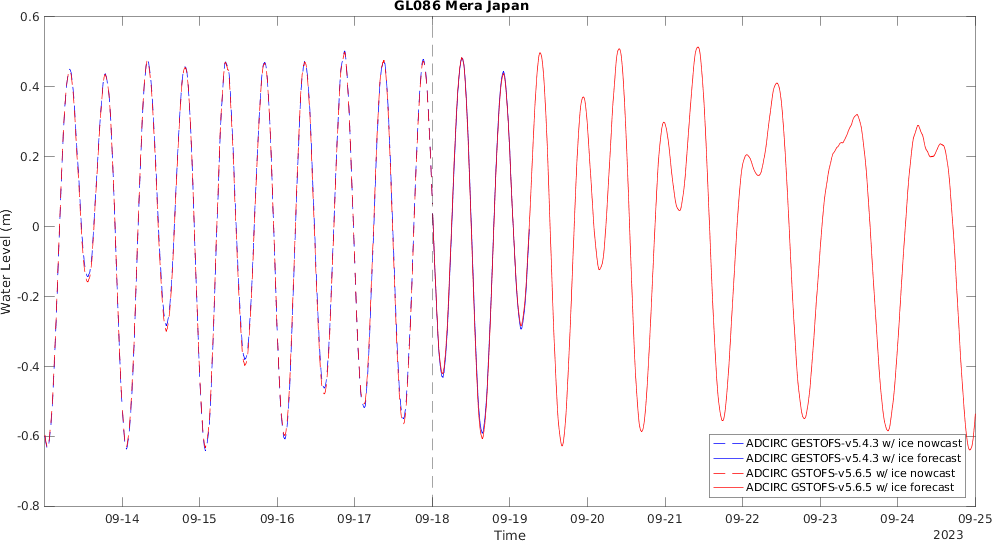 GL086 Mera Japan
0.6
0.4
0.2
0
-0.2
-0.4
-0.6
-0.8
Water Level (m)
ADCIRC GESTOFS-v5.4.3 w/ ice nowcast
ADCIRC GESTOFS-v5.4.3 w/ ice forecast
ADCIRC GSTOFS-v5.6.5 w/ ice nowcast
ADCIRC GSTOFS-v5.6.5 w/ ice forecast
09-14 09-15 09-16 09-17 09-18 09-19 09-20 09-21 09-22 09-23 09-24 09-25
Time
2023